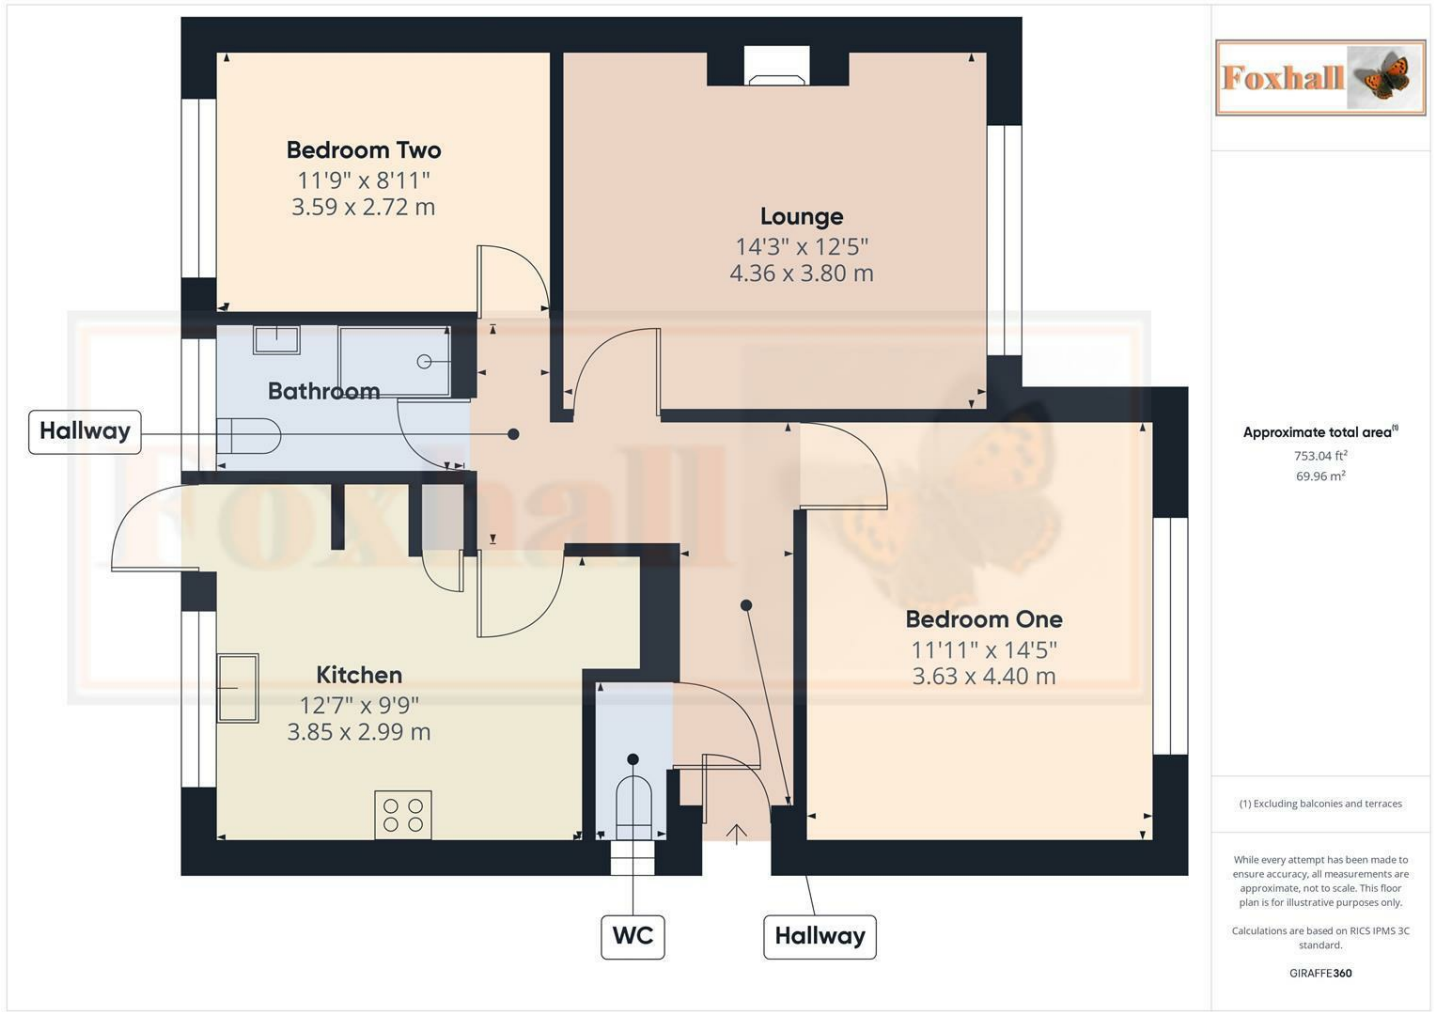 Bedroom Two
11'9" x 8'11"
3.59 x 2.72 m
Lounge
14'3" x 12'5"
4.36 x 3.80 m
Bathroom
Hallway
Kitchen
12'7" x 9'9"
3.85 x 2.99 m
Bedroom One
11'11" x 14'5"
3.63 x 4.40 m
WC
Hallway
Foxhall
Foxhall
Approximate total area(1)
753.04 ft²
69.96 m²
(1) Excluding balconies and terraces
While every attempt has been made to
ensure accuracy, all measurements are
approximate, not to scale. This floor
plan is for illustrative purposes only.
Calculations are based on RICS IPMS 3C
standard.
GIRAFFE360